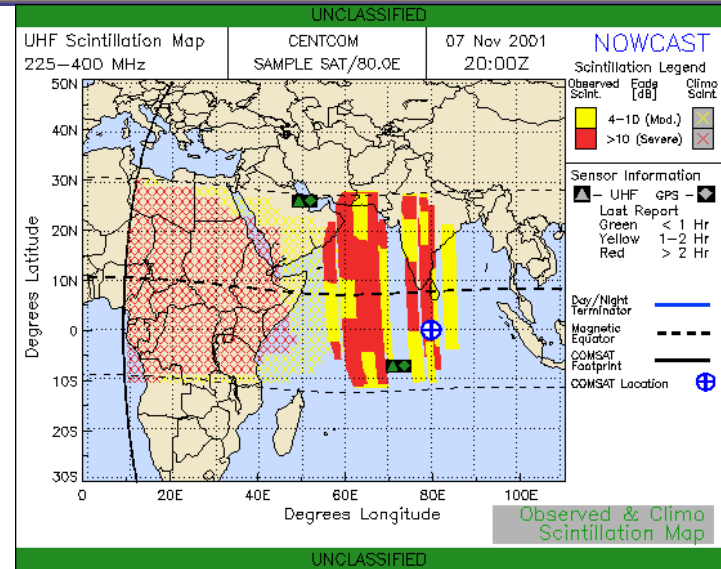 UNCLASSIFIED
UHF Scintillation Map
225-400 MHz
CENTCOM
SAMPLE SAT/80.0E
07 Nov 2001
20:00Z
NOWCAST
Scintillation Legend
Observed Scint.
Fade [dB]
Climo Scint
4-10 (Mod.)
>10 (Severe)
Sensor Information
- UHF GPS -
Last Report
Green < 1 Hr
Yellow 1-2 Hr
Red > 2 Hr
Day/Night
Terminator
Magnetic
Equator
COMSAT
Footprint
COMSAT Location
Degrees Latitude
50N
40N
30N
20N
10N
0
10S
20S
30S
0 20E 40E 60E 80E 100E
Degrees Longitude
Observed & Climo
Scintillation Map
UNCLASSIFIED